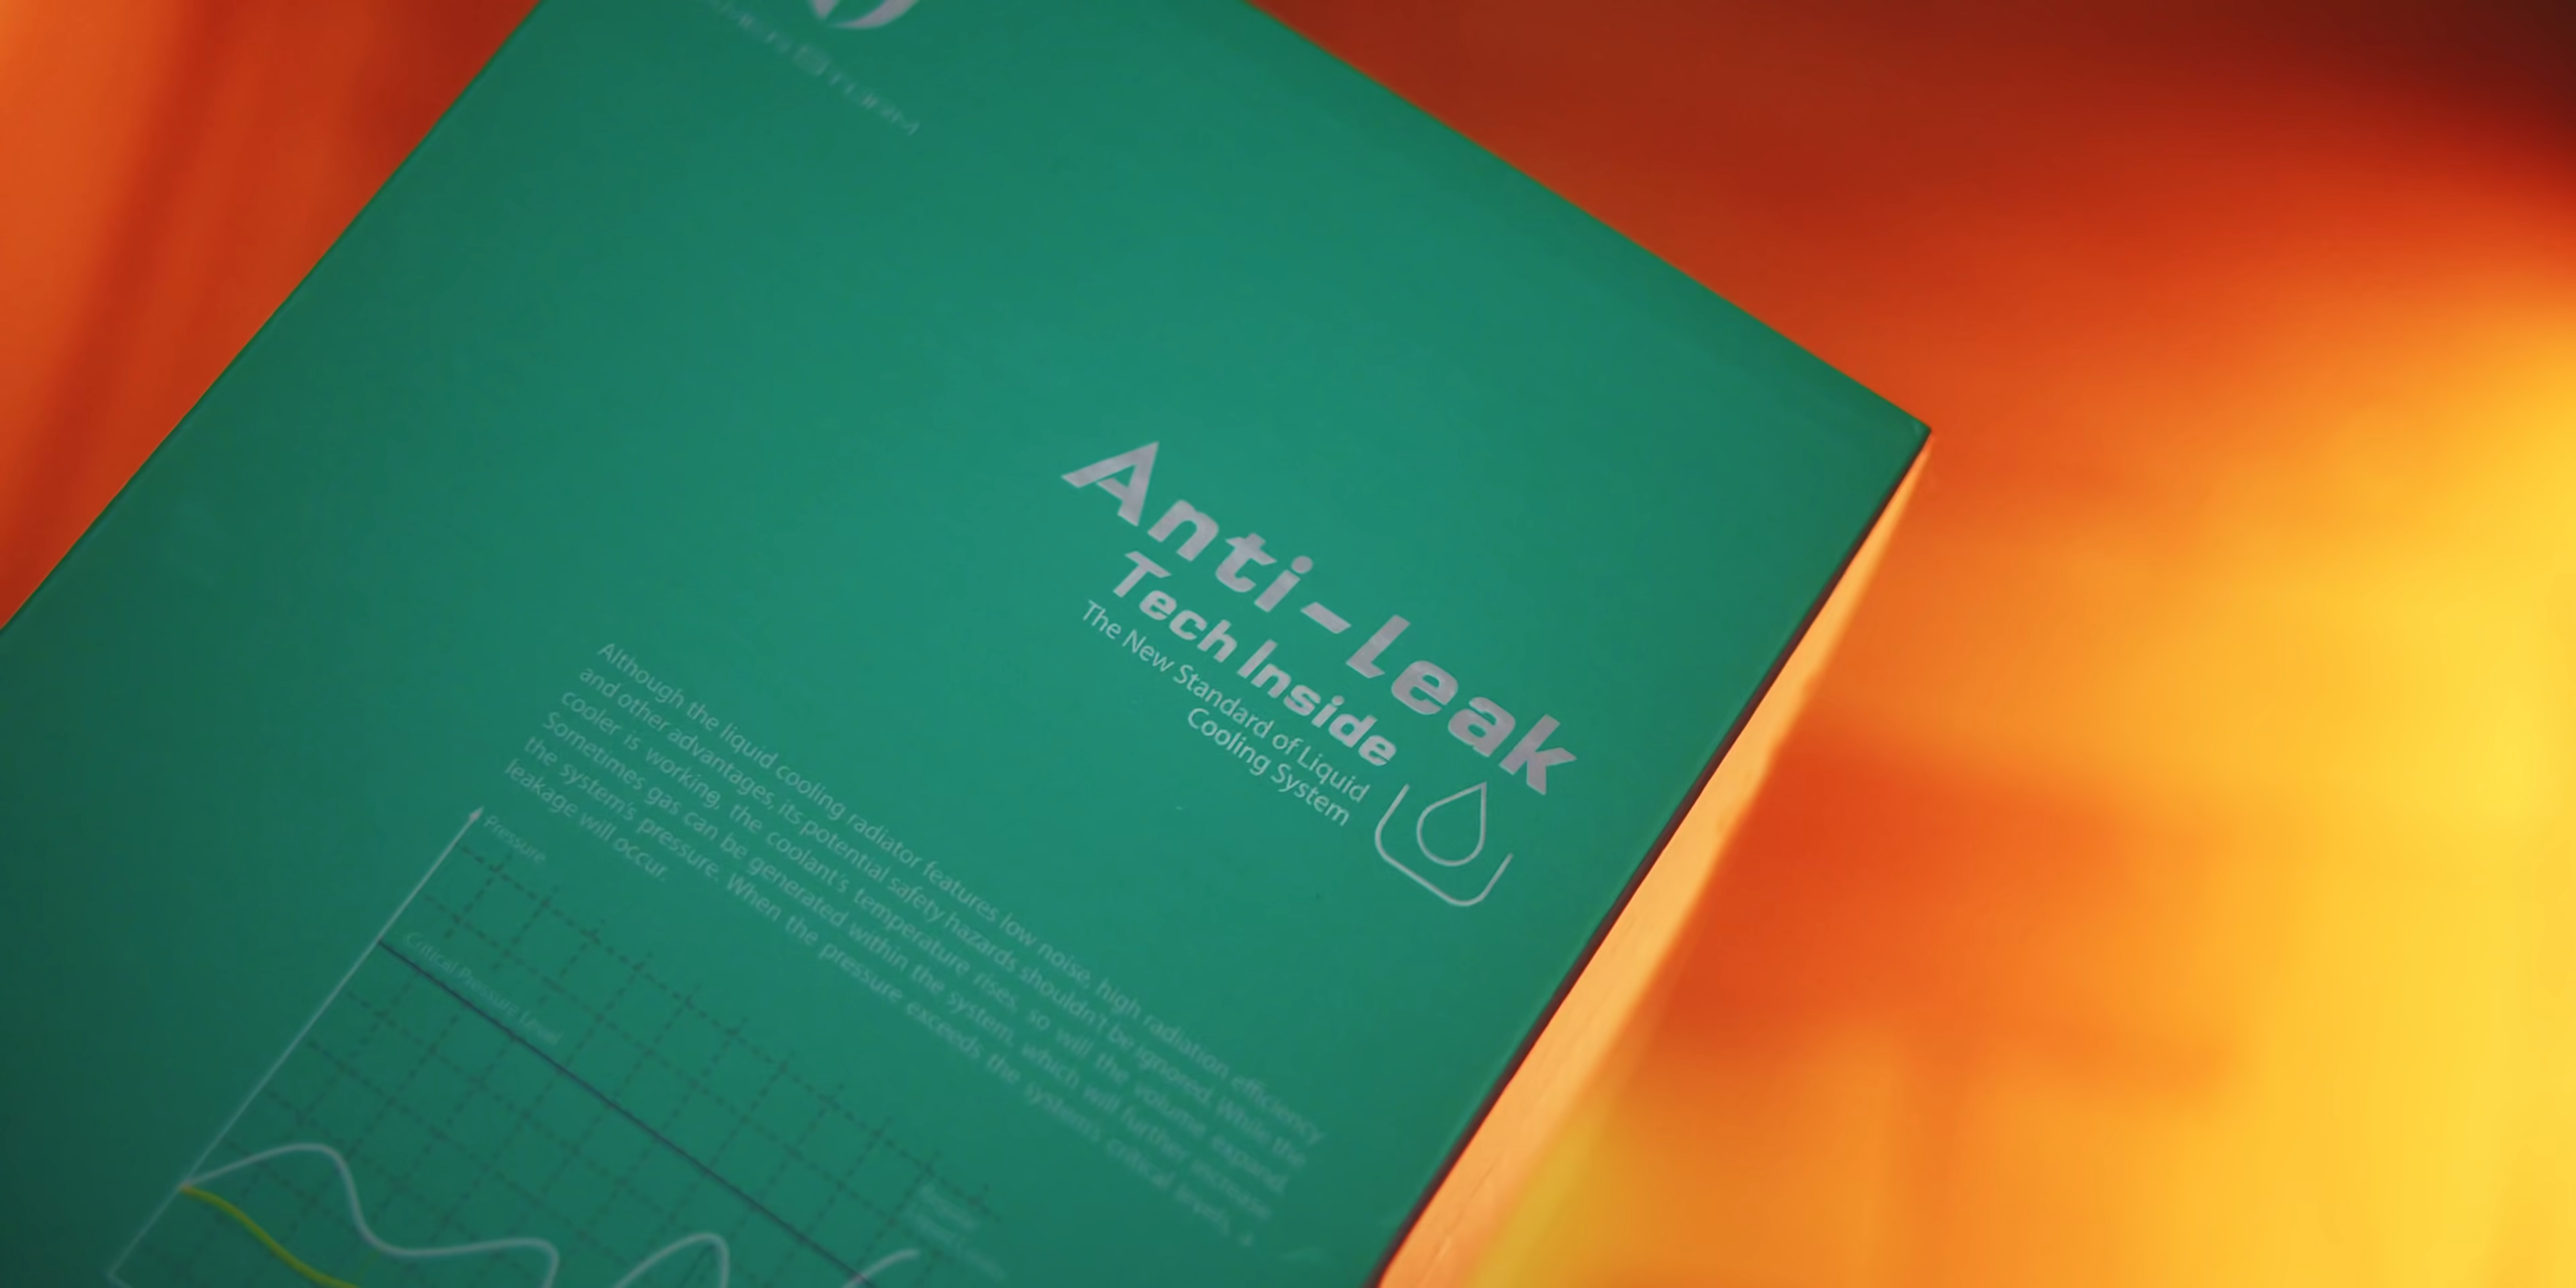 Anti-Leak
Tech Inside
The New Standard of Liquid
Cooling System
Although the liquid cooling radiator features low noise, high radiation efficiency
and other advantages, its potential safety hazards shouldn't be ignored. While the
cooler is working, the coolant's temperature rises, so will the volume expand.
Sometimes gas can be generated within the system, which will further increase
the system's pressure. When the pressure exceeds the system's critical levels, a
leakage will occur.
Pressure
Critical Pressure Level